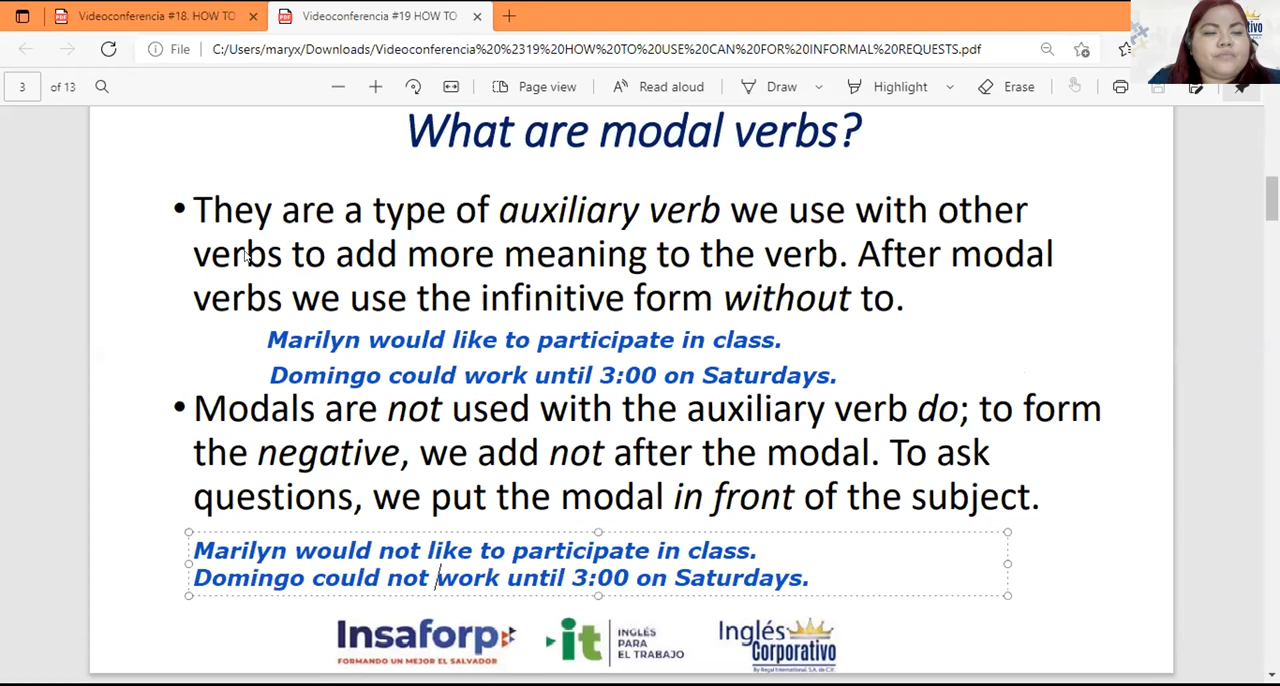 Videoconferencia #18. HOW TO
Videoconferencia #19 HOW TO
File
C:/Users/maryx/Downloads/Videoconferencia%20%2319%20HOW%20TO%20USE%20CAN%20FOR%20INFORMAL%20REQUESTS.pdf
3 of 13
Page view
Read aloud
Draw
Highlight
Erase
What are modal verbs?
• They are a type of auxiliary verb we use with other
verbs to add more meaning to the verb. After modal
verbs we use the infinitive form without to.
Marilyn would like to participate in class.
Domingo could work until 3:00 on Saturdays.
• Modals are not used with the auxiliary verb do; to form
the negative, we add not after the modal. To ask
questions, we put the modal in front of the subject.
Marilyn would not like to participate in class.
Domingo could not work until 3:00 on Saturdays.
Insaforp
FORMANDO UN MEJOR EL SALVADOR
it
INGLÉS
PARA
EL TRABAJO
Inglés
Corporativo
By Regal International, S.A. de C.V.